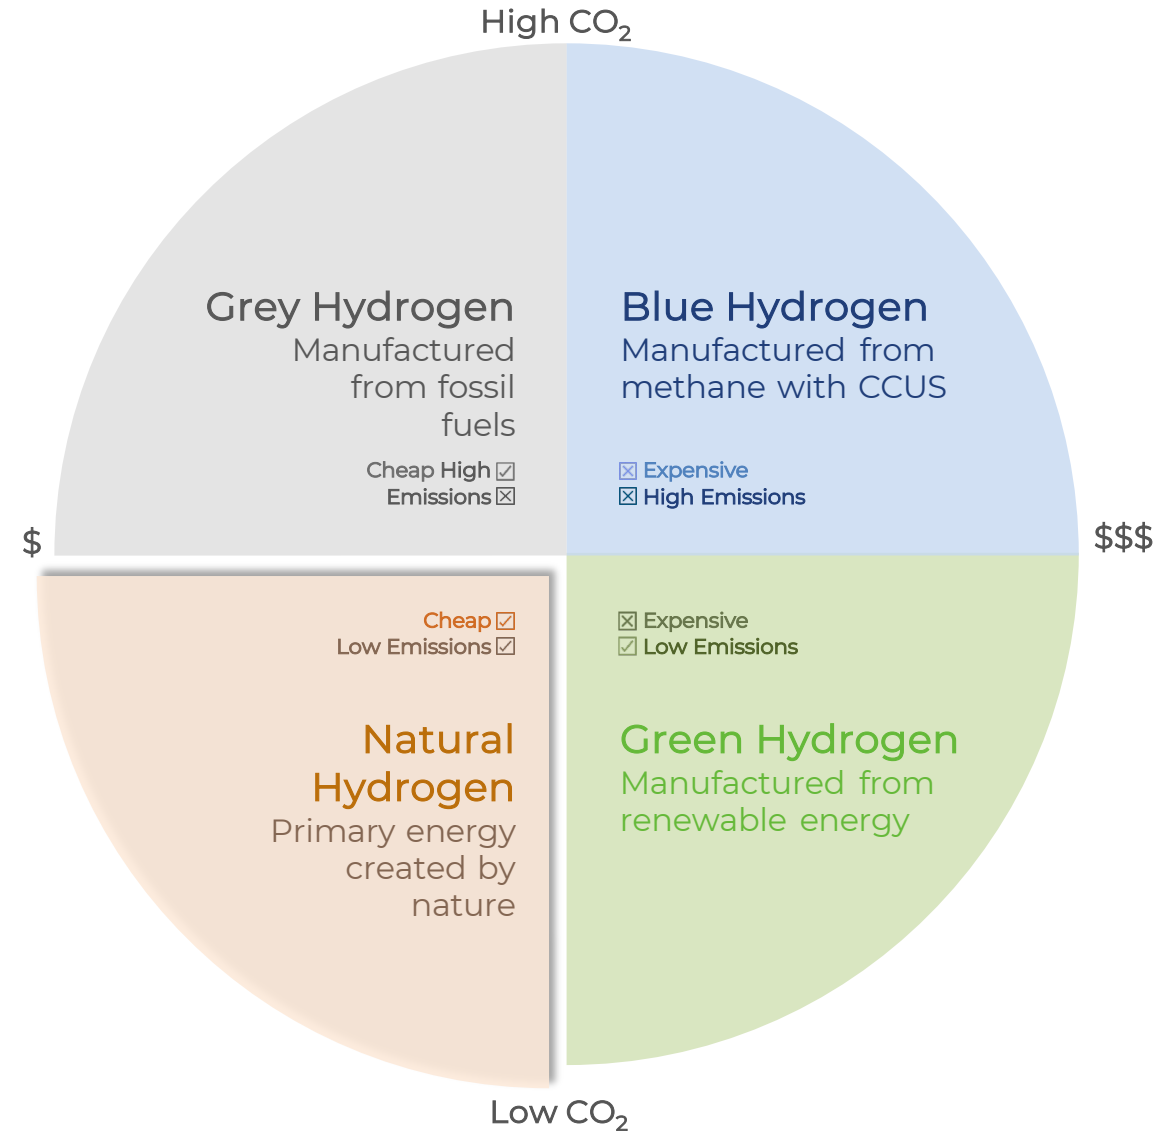 High CO₂
Grey Hydrogen
Manufactured
from fossil
fuels
Cheap High ☑
Emissions ☒
Blue Hydrogen
Manufactured from
methane with CCUS
☒ Expensive
☒ High Emissions
$
$$$
Cheap ☑
Low Emissions ☑
Natural
Hydrogen
Primary energy
created by
nature
☒ Expensive
☑ Low Emissions
Green Hydrogen
Manufactured from
renewable energy
Low CO₂